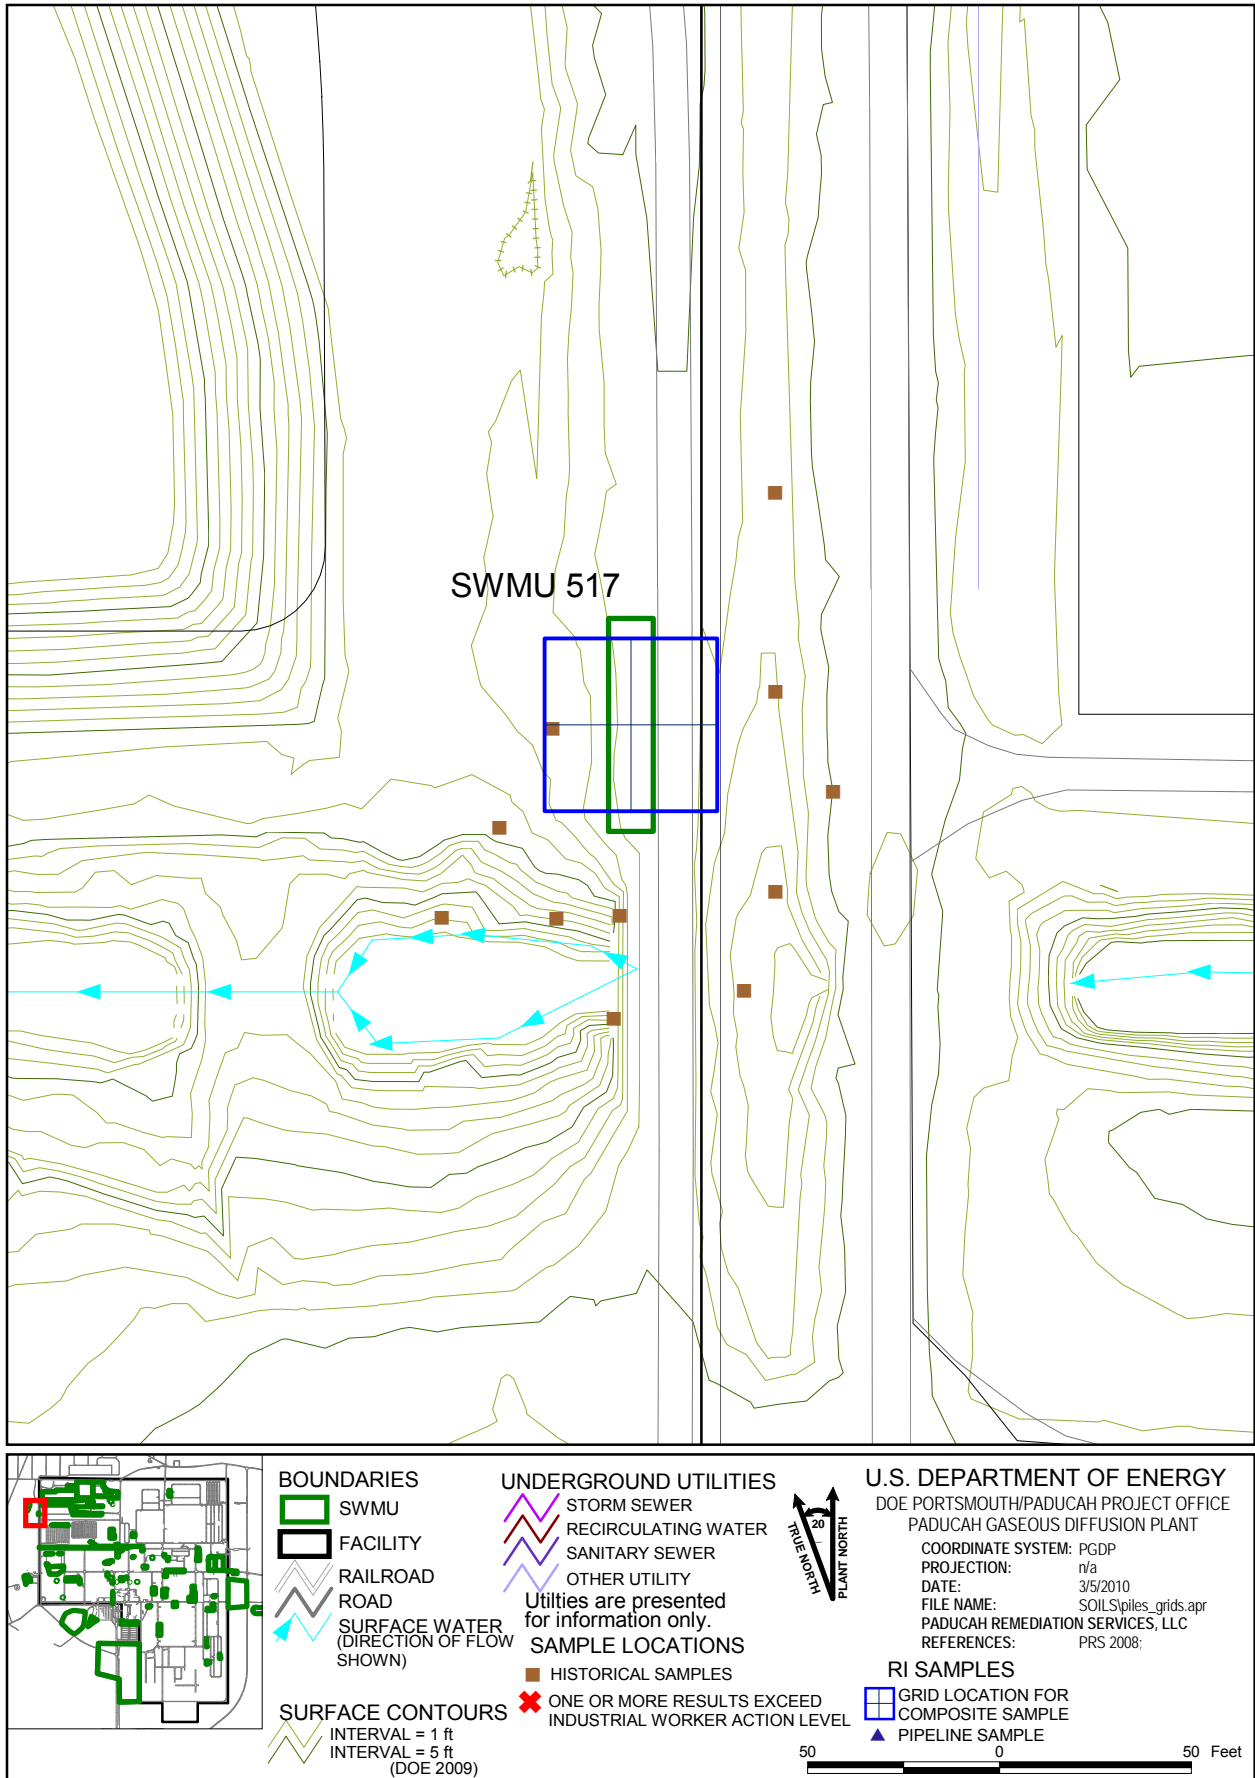 SWMU 517
BOUNDARIES
SWMU
FACILITY
RAILROAD
ROAD
SURFACE WATER
(DIRECTION OF FLOW
SHOWN)
SURFACE CONTOURS
INTERVAL = 1 ft
INTERVAL = 5 ft
(DOE 2009)
UNDERGROUND UTILITIES
STORM SEWER
RECIRCULATING WATER
SANITARY SEWER
OTHER UTILITY
Utilties are presented
for information only.
SAMPLE LOCATIONS
HISTORICAL SAMPLES
ONE OR MORE RESULTS EXCEED
INDUSTRIAL WORKER ACTION LEVEL
20
TRUE NORTH
PLANT NORTH
U.S. DEPARTMENT OF ENERGY
DOE PORTSMOUTH/PADUCAH PROJECT OFFICE
PADUCAH GASEOUS DIFFUSION PLANT
COORDINATE SYSTEM: PGDP
PROJECTION: n/a
DATE: 3/5/2010
FILE NAME: SOILS\piles_grids.apr
PADUCAH REMEDIATION SERVICES, LLC
REFERENCES: PRS 2008;
RI SAMPLES
GRID LOCATION FOR
COMPOSITE SAMPLE
PIPELINE SAMPLE
50 0 50 Feet